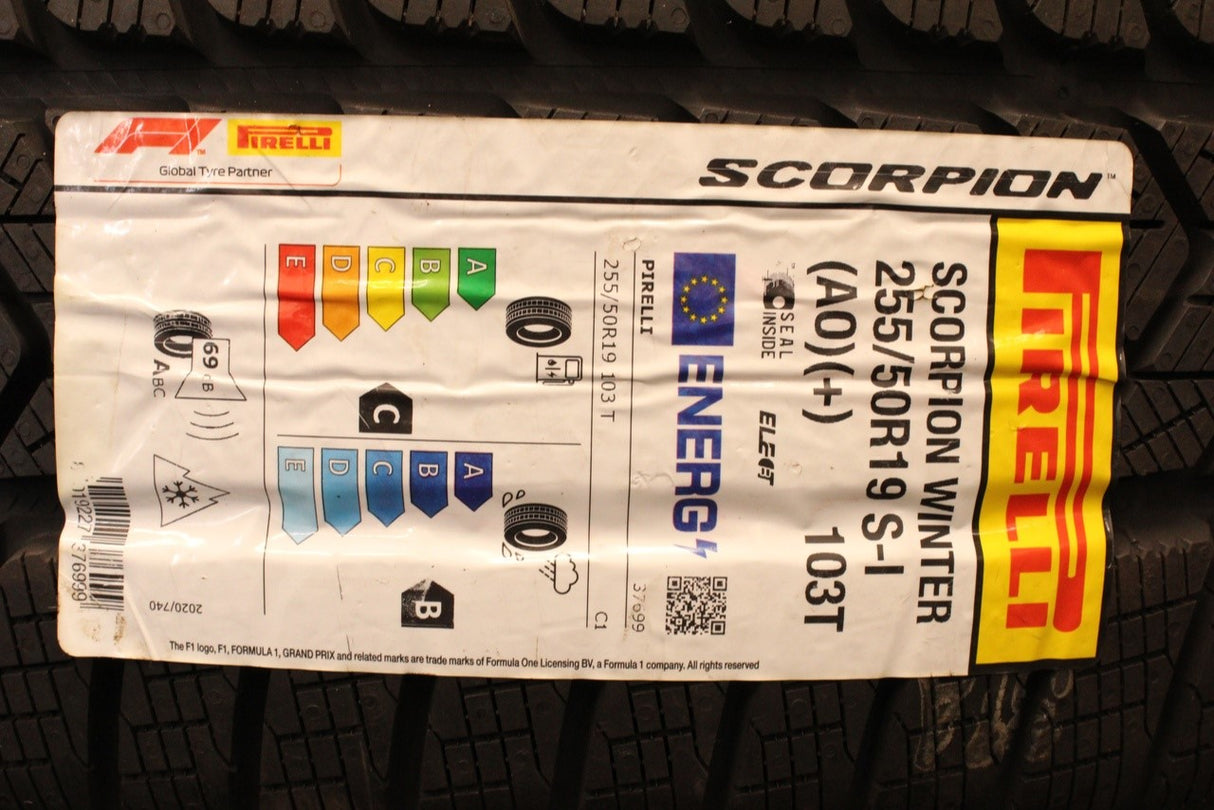 Global Tyre Partner
PIRELLI
SCORPION™
PIRELLI
SCORPION WINTER
255/50R19 S-I
(AO)(+) 103T
SEAL
INSIDE
ELECT
ENERG
PIRELLI 37699
255/50R19 103 T C1
A
B
C
D
E
C
A
B
C
D
E
B
69 dB
ABC
2020/740
The F1 logo, F1, FORMULA 1, GRAND PRIX and related marks are trade marks of Formula One Licensing BV, a Formula 1 company. All rights reserved